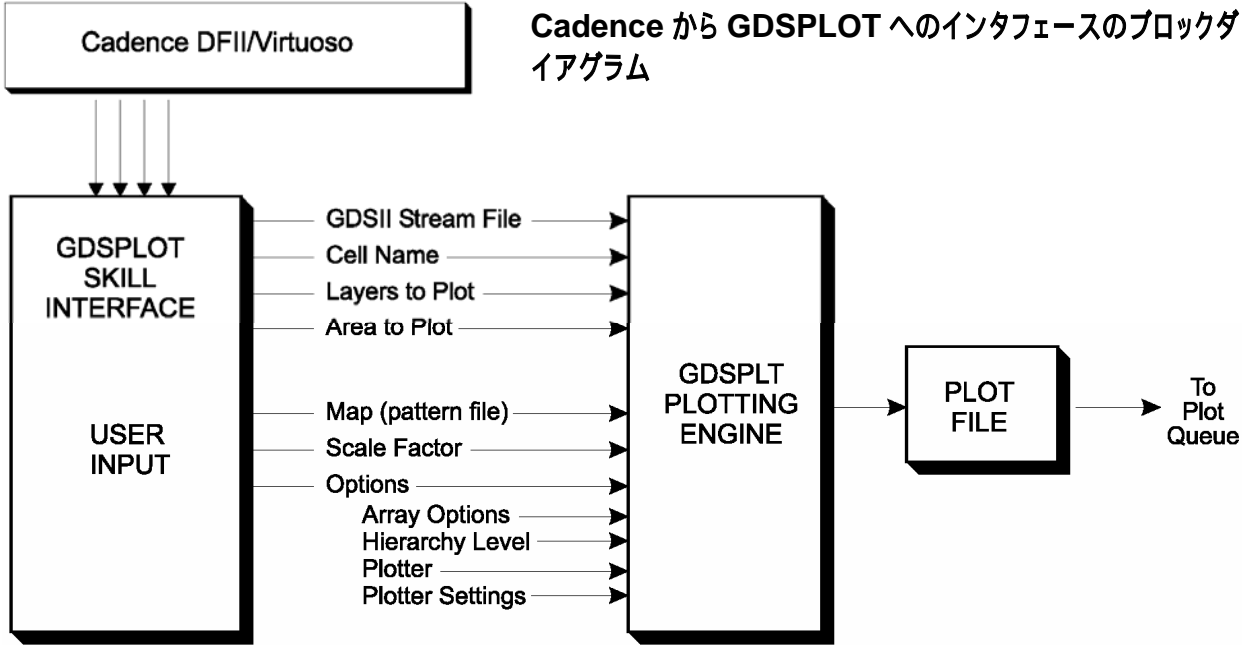 Cadence DFII/Virtuoso
Cadence から GDSPLOT へのインタフェースのブロックダ
イアグラム
GDSPLOT
SKILL
INTERFACE
USER
INPUT
GDSII Stream File
Cell Name
Layers to Plot
Area to Plot
Map (pattern file)
Scale Factor
Options
Array Options
Hierarchy Level
Plotter
Plotter Settings
GDSPLT
PLOTTING
ENGINE
PLOT
FILE
To
Plot
Queue